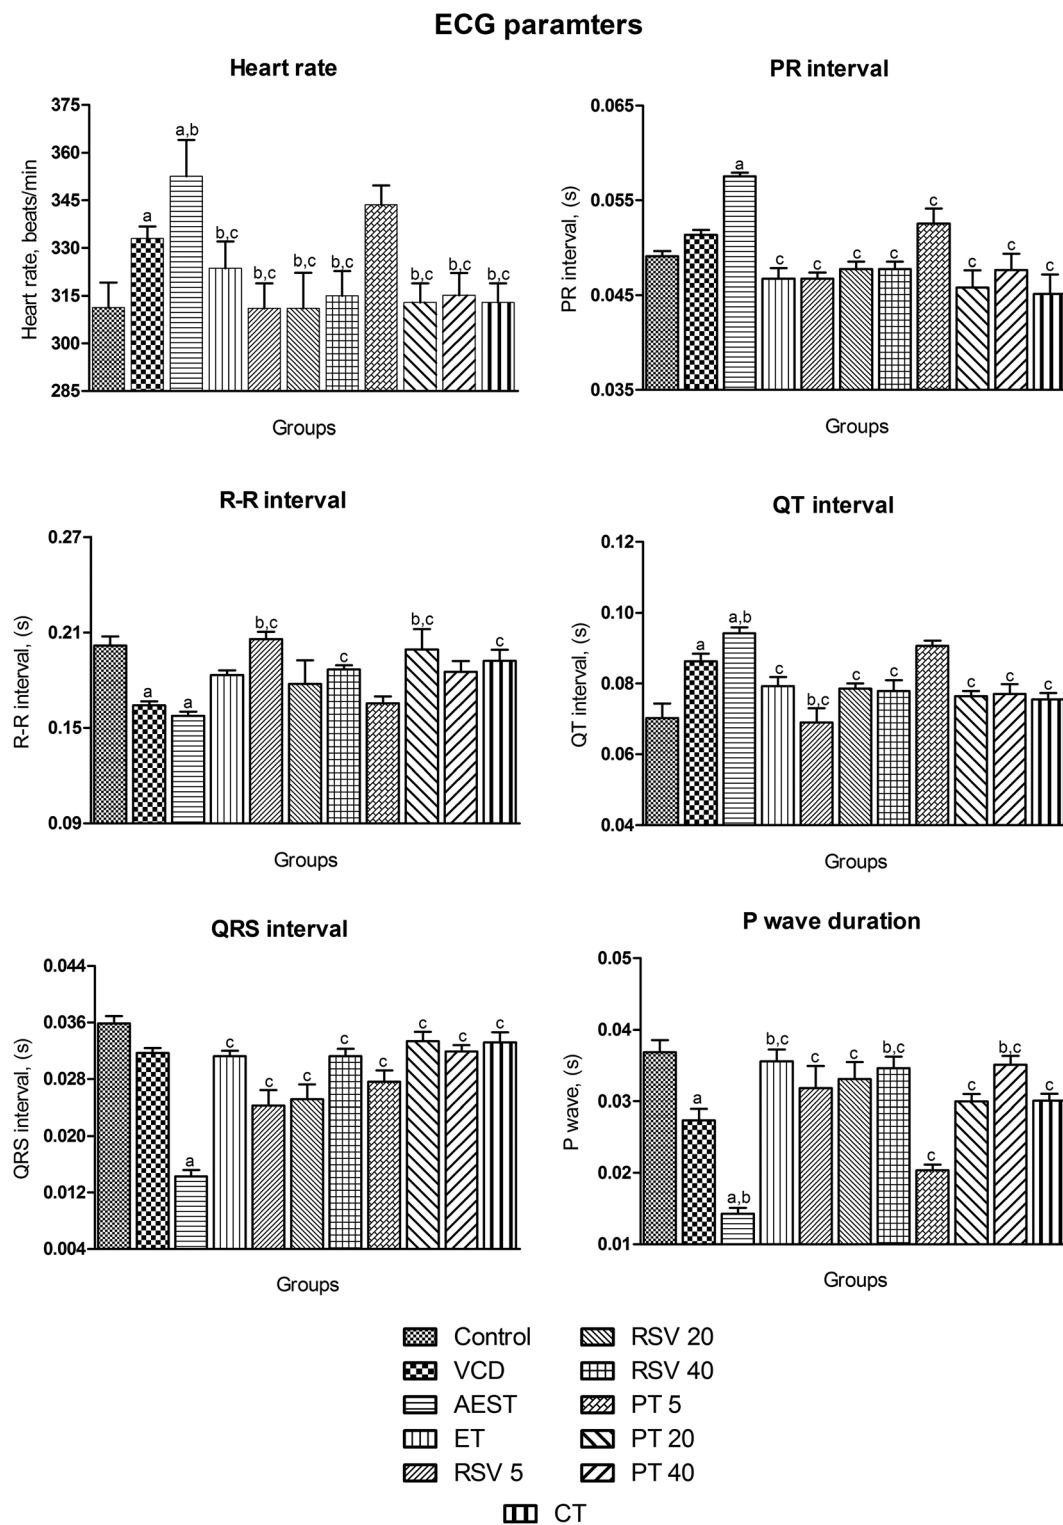 ECG paramters
Heart rate
375
360
345
330
315
300
285
Heart rate, beats/min
a
a,b
b,c
b,c
b,c
b,c
b,c
b,c
b,c
Groups
PR interval
0.065
0.055
0.045
0.035
PR interval, (s)
a
c
c
c
c
c
c
c
c
Groups
R-R interval
0.27
0.21
0.15
0.09
R-R interval, (s)
a
a
b,c
c
b,c
c
Groups
QT interval
0.12
0.10
0.08
0.06
0.04
QT interval, (s)
a
a,b
c
b,c
c
c
c
c
c
Groups
QRS interval
0.044
0.036
0.028
0.020
0.012
0.004
QRS interval, (s)
a
c
c
c
c
c
c
c
c
Groups
P wave duration
0.05
0.04
0.03
0.02
0.01
P wave, (s)
a
a,b
b,c
c
c
b,c
c
c
b,c
c
Groups
Control
VCD
AEST
ET
RSV 5
RSV 20
RSV 40
PT 5
PT 20
PT 40
CT